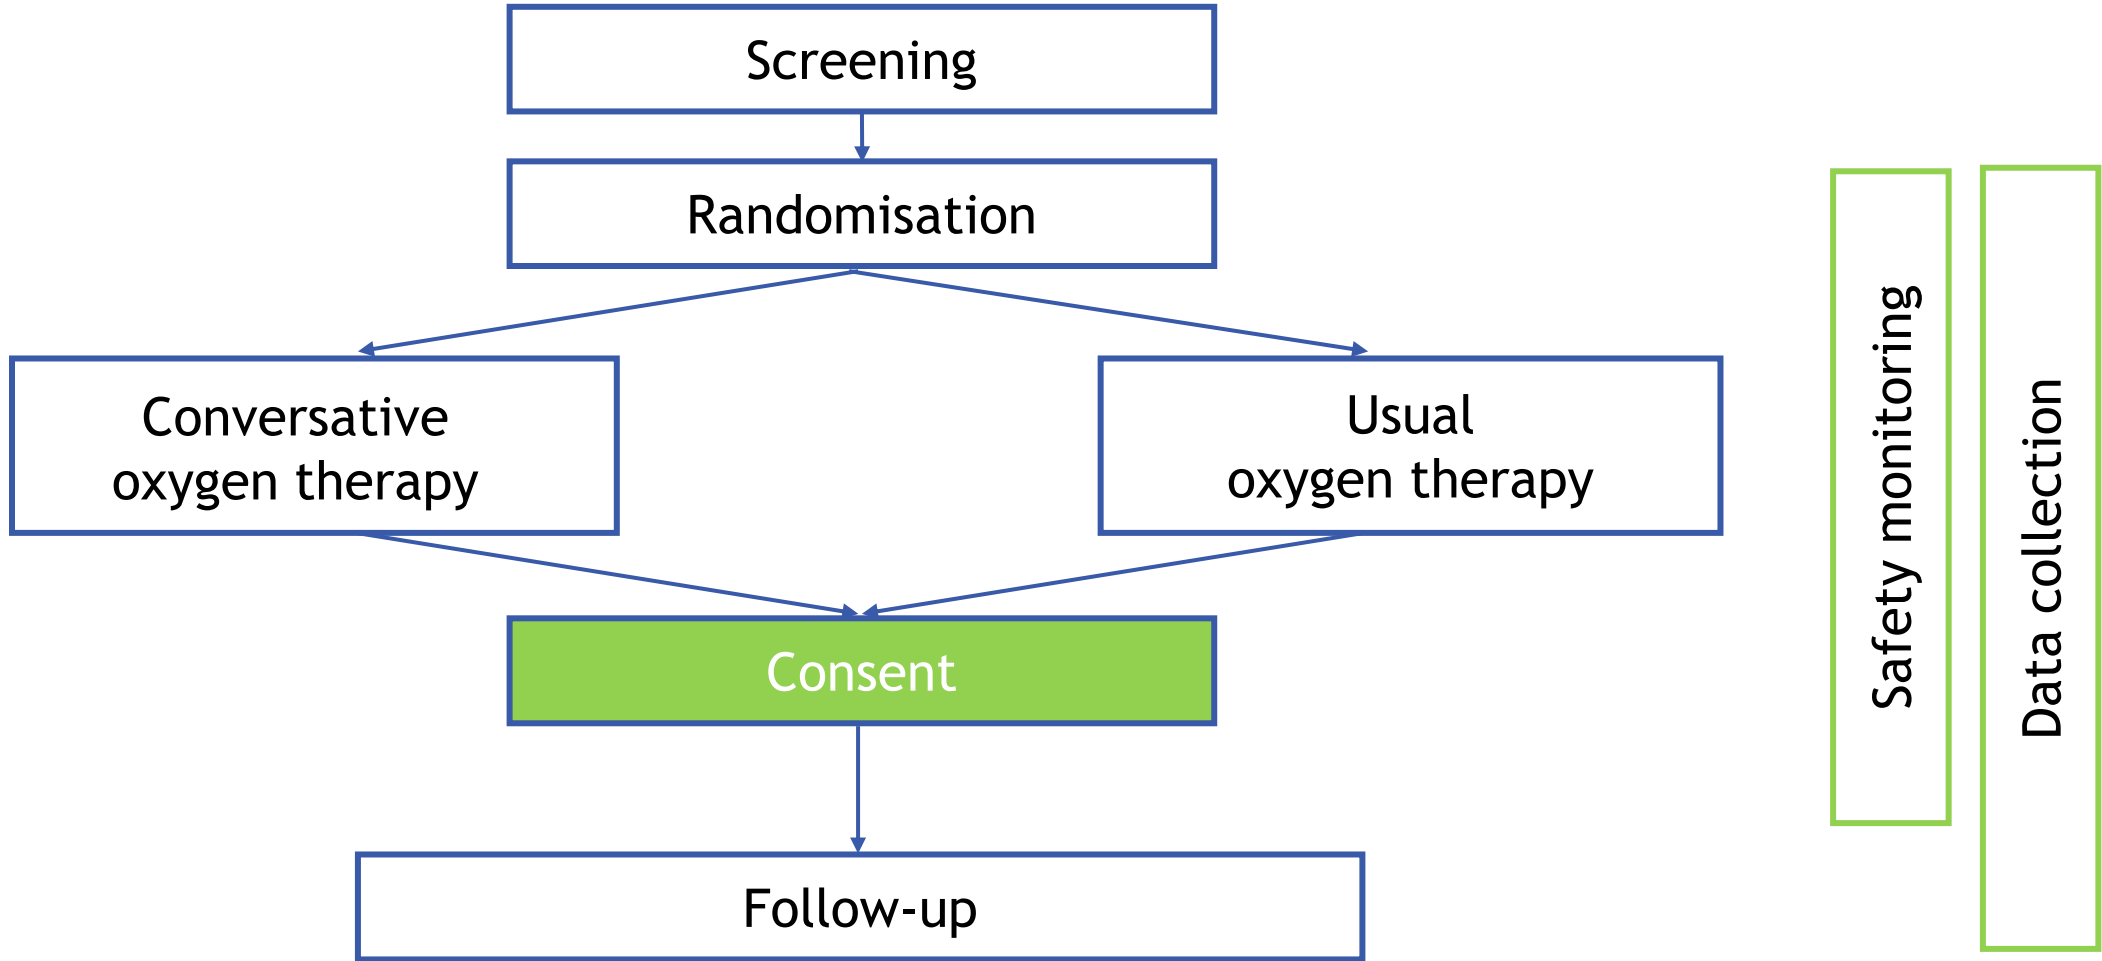 Screening
Randomisation
Conversative
oxygen therapy
Usual
oxygen therapy
Consent
Follow-up
Safety monitoring
Data collection